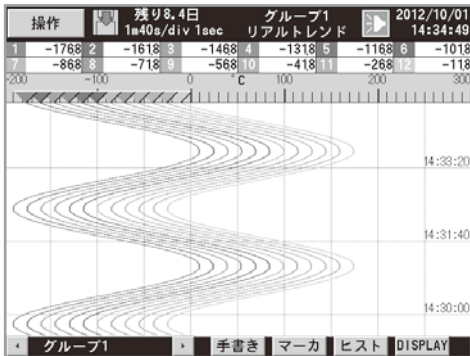 操作 残り8.4日 グループ1 2012/10/01
1m40s/div 1sec リアルトレンド 14:34:49
1 -1768 2 -1618 3 -1468 4 -1318 5 -1168 6 -1018
7 -868 8 -718 9 -568 10 -418 11 -268 12 -118
-200 -100 0 °C 100 200 300
14:33:20
14:31:40
14:30:00
グループ1 手書き マーカ ヒスト DISPLAY